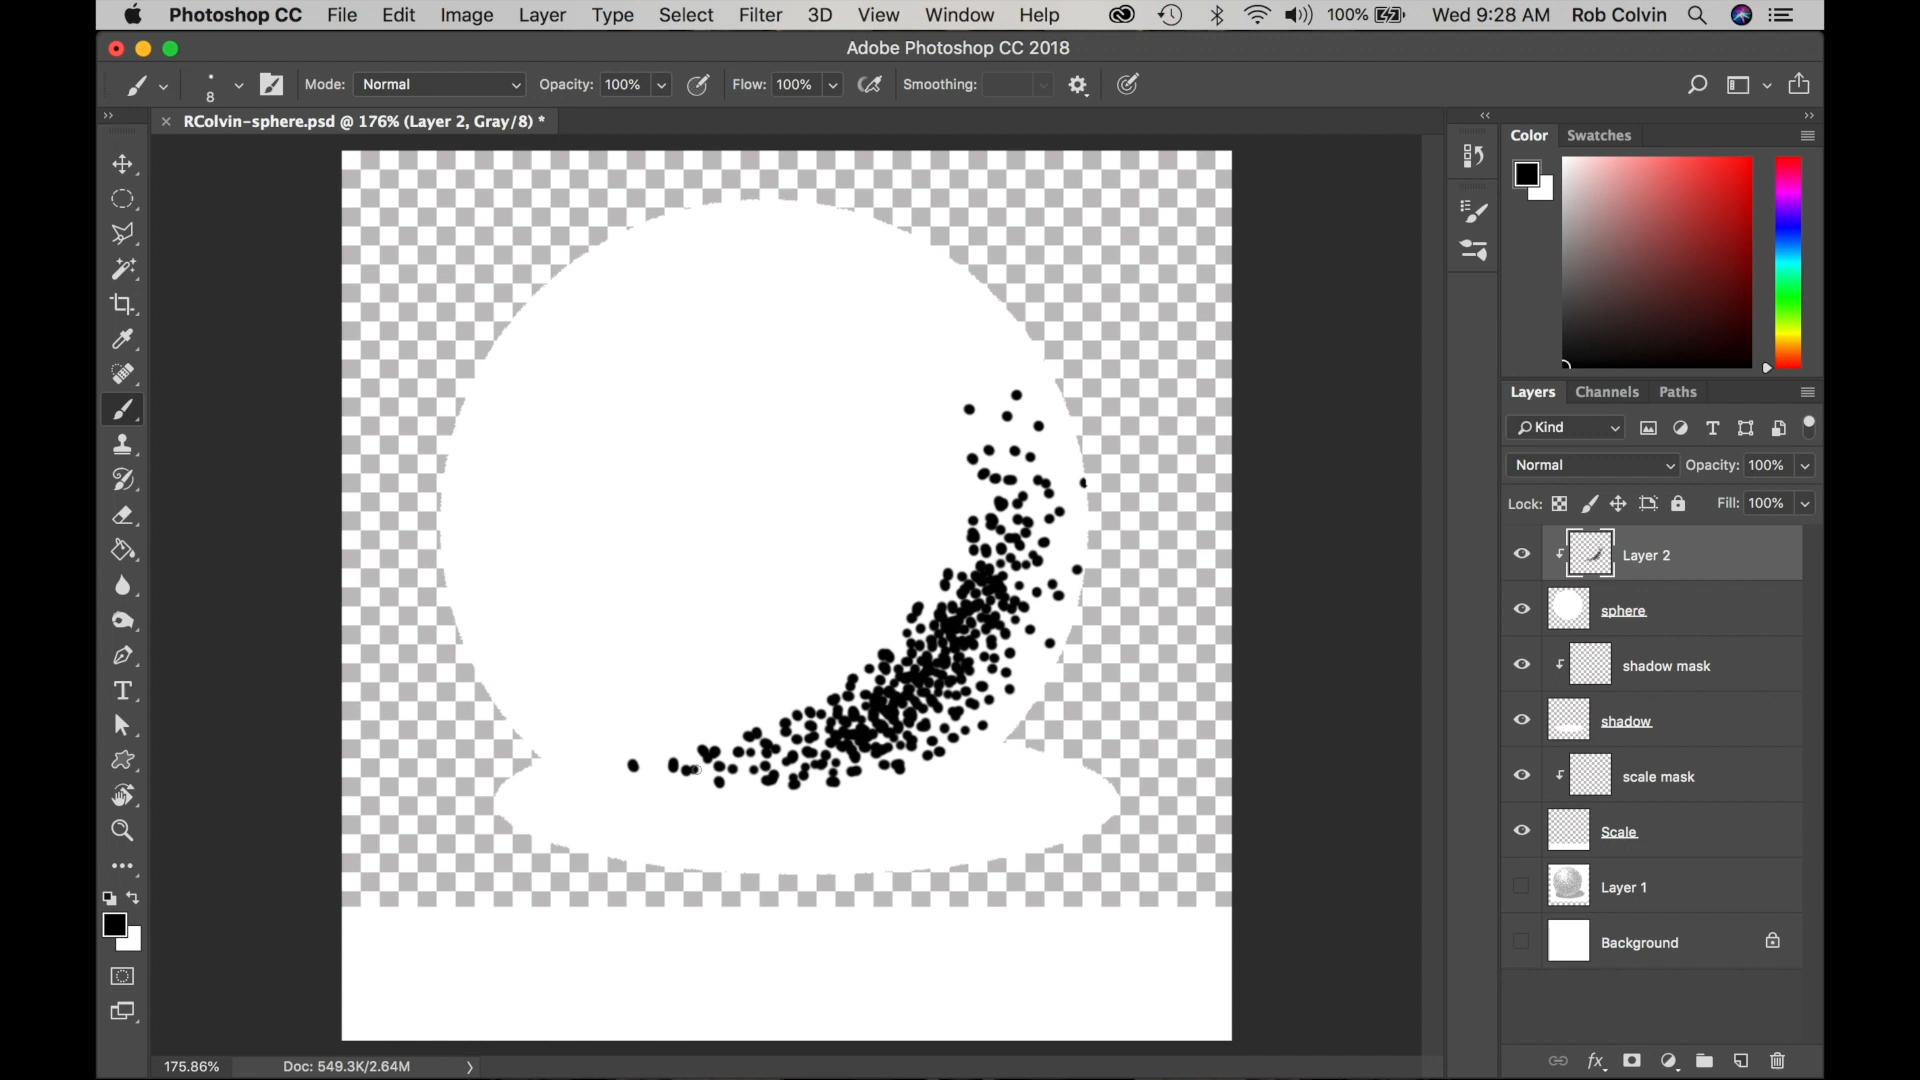 Photoshop CC File Edit Image Layer Type Select Filter 3D View Window Help 100% Wed 9:28 AM Rob Colvin
Adobe Photoshop CC 2018
8 Mode: Normal Opacity: 100% Flow: 100% Smoothing:
RColvin-sphere.psd @ 176% (Layer 2, Gray/8) *
Color Swatches
Layers Channels Paths
Kind
Normal Opacity: 100%
Lock: Fill: 100%
Layer 2
sphere
shadow mask
shadow
scale mask
Scale
Layer 1
Background
175.86% Doc: 549.3K/2.64M